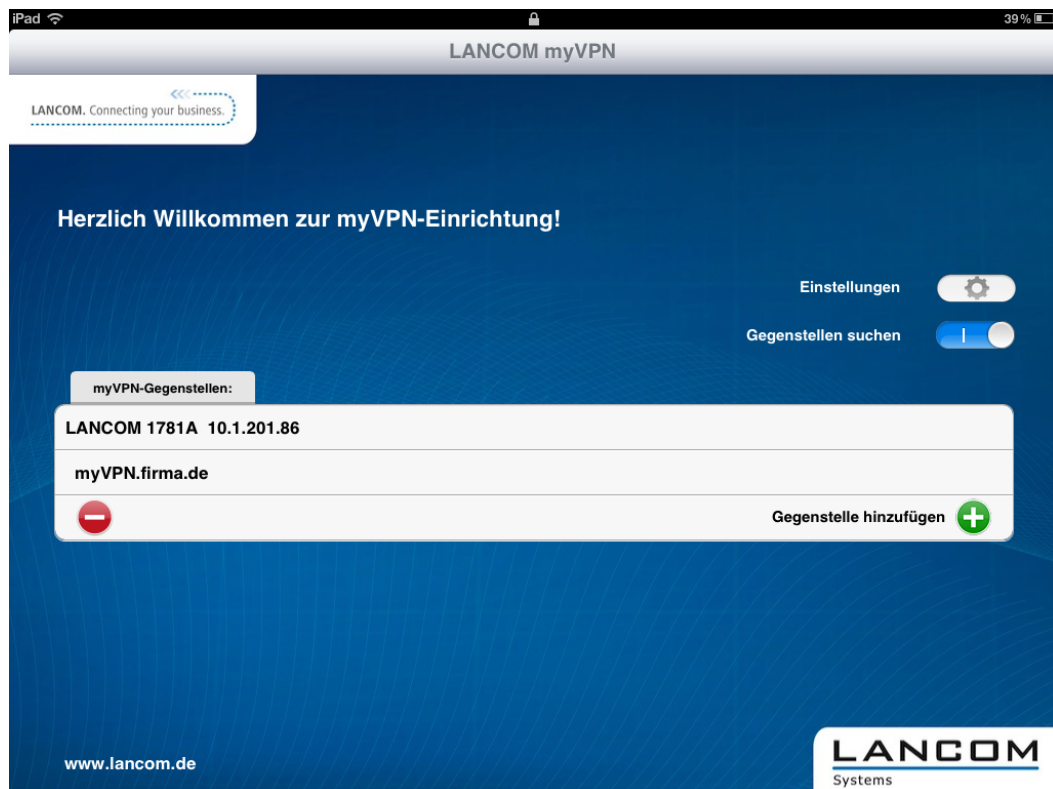 iPad 39%
LANCOM myVPN
LANCOM. Connecting your business.
Herzlich Willkommen zur myVPN-Einrichtung!
Einstellungen
Gegenstellen suchen
myVPN-Gegenstellen:
LANCOM 1781A 10.1.201.86
myVPN.firma.de
Gegenstelle hinzufügen
www.lancom.de
LANCOM
Systems